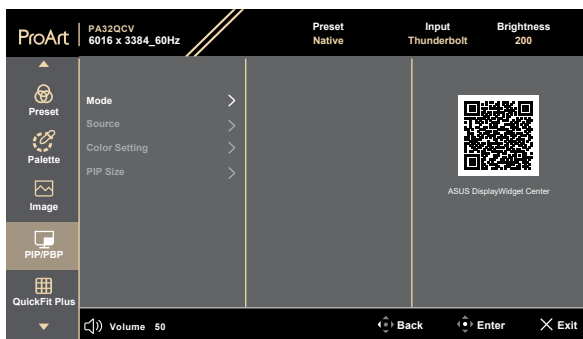 ProArt
PA32QCV
6016 x 3384_60Hz
Preset
Native
Input
Thunderbolt
Brightness
200
Preset
Palette
Image
PIP/PBP
QuickFit Plus
Mode
Source
Color Setting
PIP Size
ASUS DisplayWidget Center
Volume 50
Back
Enter
Exit